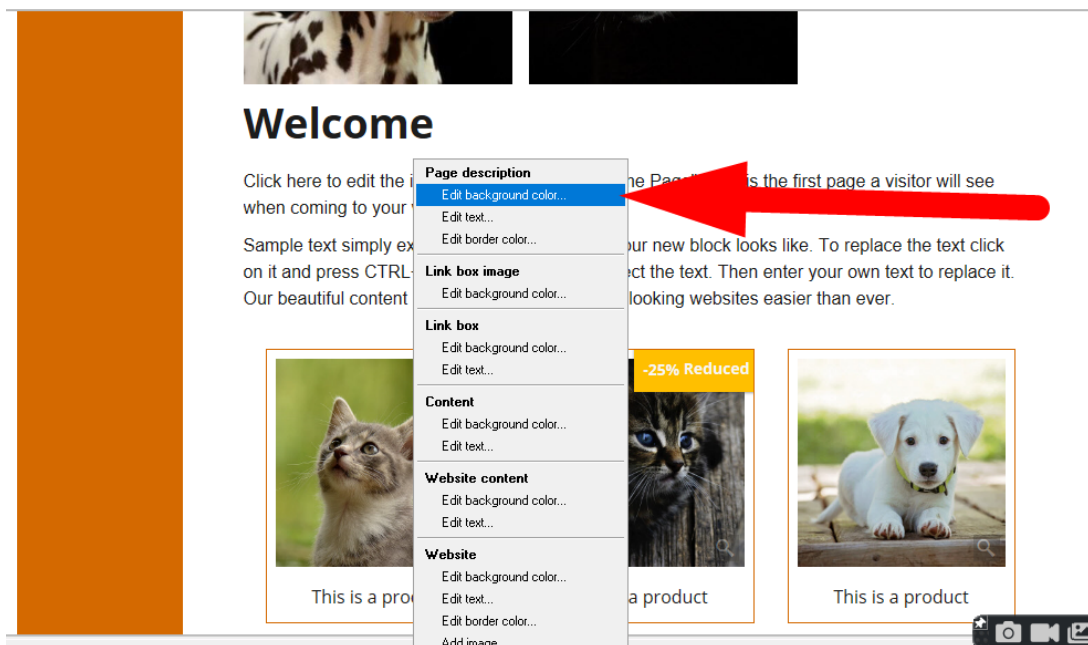 Welcome
Click here to edit the i
ne Page
is the first page a visitor will see
when coming to your
Sample text simply ex
our new block looks like. To replace the text click
on it and press CTRL
ect the text. Then enter your own text to replace it.
Our beautiful content
looking websites easier than ever.
Page description
Edit background color...
Edit text...
Edit border color...
Link box image
Edit background color...
Link box
Edit background color...
Edit text...
Content
Edit background color...
Edit text...
Website content
Edit background color...
Edit text...
Website
Edit background color...
Edit text...
Edit border color...
Add image
-25% Reduced
This is a pro
a product
This is a product